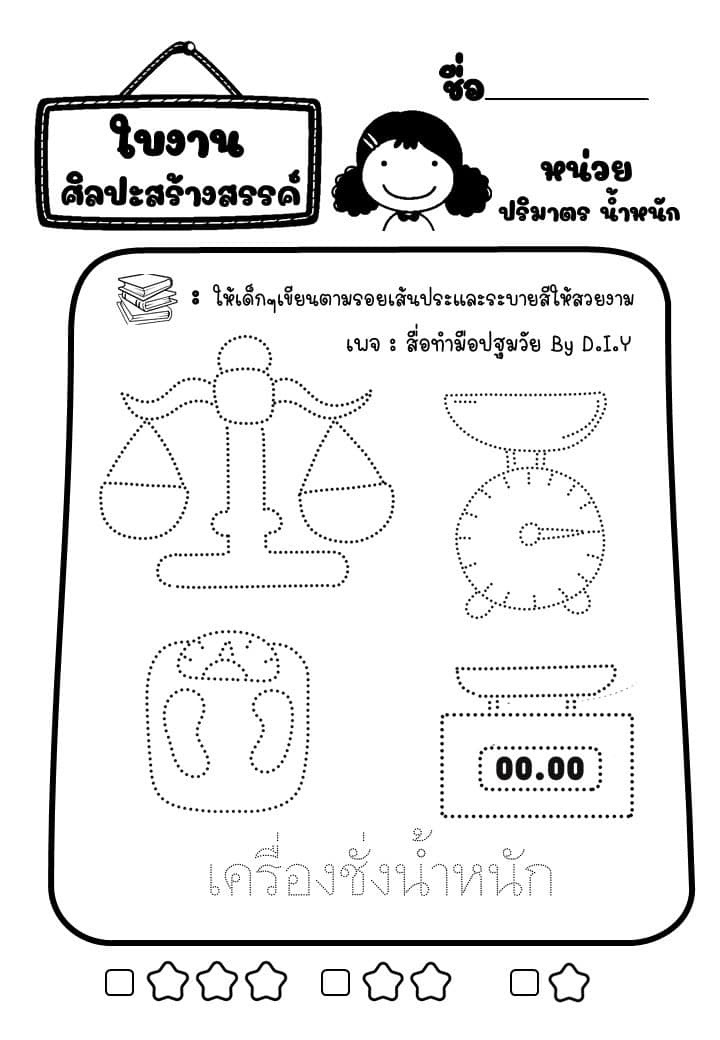 ชื่อ
ใบงาน
ศิลปะสร้างสรรค์
หน่วย
ปริมาตร น้ำหนัก
: ให้เด็กๆเขียนตามรอยเส้นประและระบายสีให้สวยงาม
เพจ : สื่อทำมือปฐมวัย By D.I.Y
00.00
เครื่องชั่งน้ำหนัก